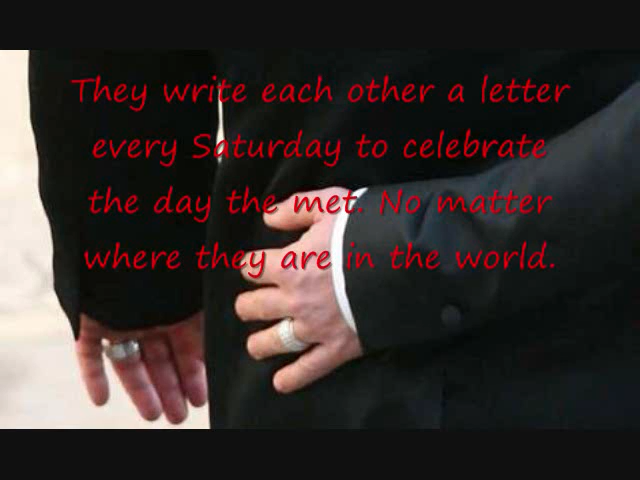 They write each other a letter
every Saturday to celebrate
the day the met. No matter
where they are in the world.